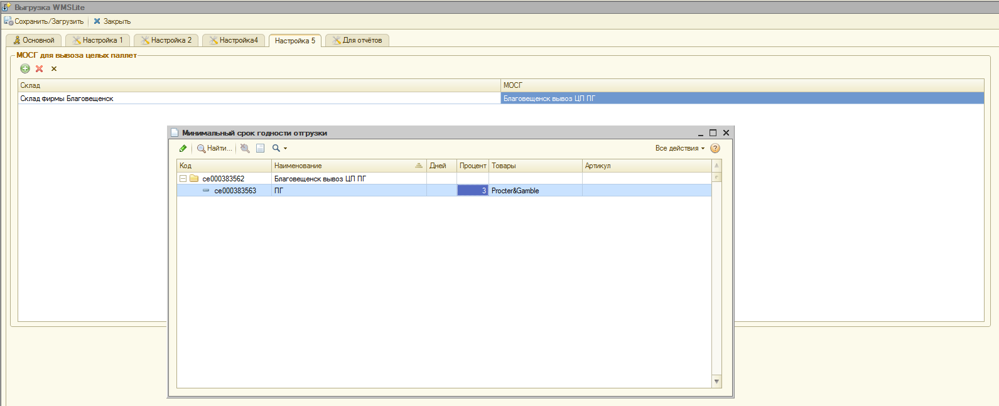 Выгрузка WMSLite
Сохранить/Загрузить Закрыть
Основной Настройка 1 Настройка 2 Настройка4 Настройка 5 Для отчётов
МОСГ для вывоза целых паллет
Склад МОСГ
Склад фирмы Благовещенск Благовещенск вывоз ЦП ПГ
Минимальный срок годности отгрузки
Найти... Все действия ?
Код Наименование Дней Процент Товары Артикул
се000383562 Благовещенск вывоз ЦП ПГ
се000383563 ПГ 3 Procter&Gamble